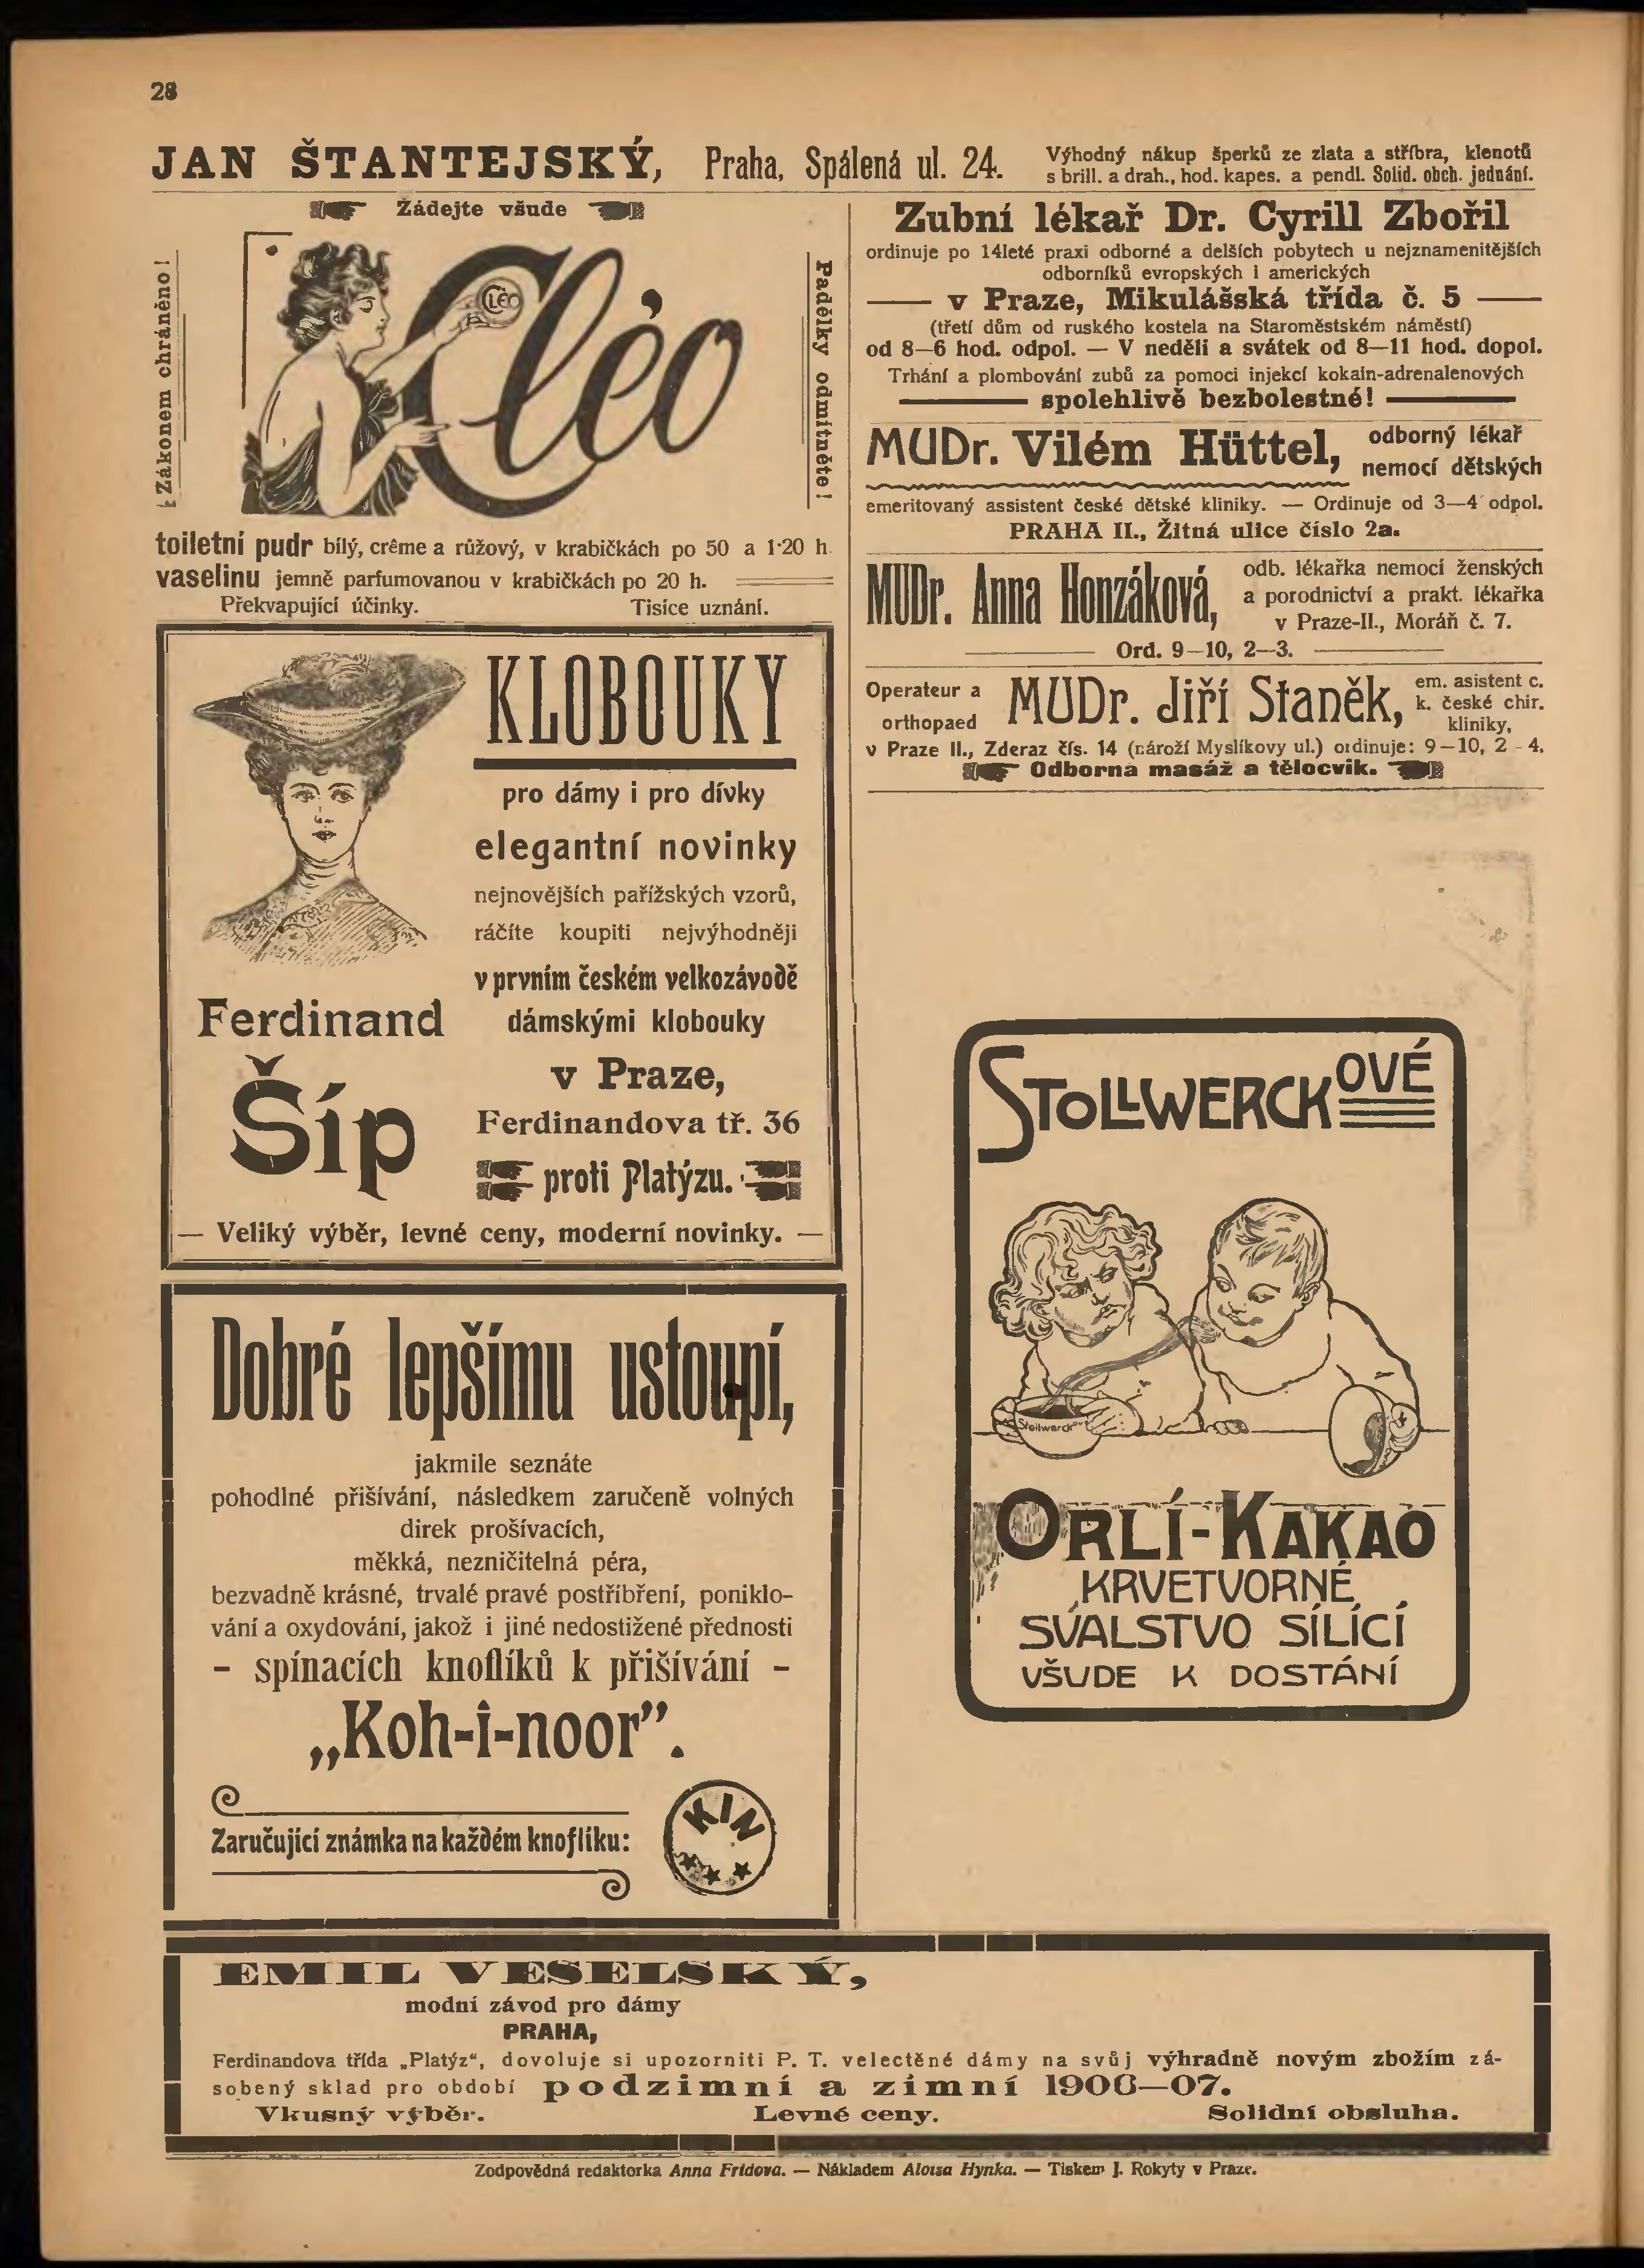 28
JAN ŠTANTEJSKÝ, Praha, Spálená ul. 24.
Výhodný nákup šperků ze zlata a stříbra, klenotů
s brill. a drah., hod. kapes. a pendl. Solid. obch. jednání.
Žádejte všude
Zákonem chráněno!
Cléo
CLÉO
Padělky odmítněte!
toiletní pudr bílý, crême a růžový, v krabičkách po 50 a 1·20 h
vaselinu jemně parfumovanou v krabičkách po 20 h.
Překvapující účinky. Tisíce uznání.
KLOBOUKY
pro dámy i pro dívky
elegantní novinky
nejnovějších pařížských vzorů,
ráčíte koupiti nejvýhodněji
v prvním českém velkozávodě
dámskými klobouky
v Praze,
Ferdinandova tř. 36
proti Platýzu.
Ferdinand
Šíp
— Veliký výběr, levné ceny, moderní novinky. —
Dobré lepšímu ustoupí,
jakmile seznáte
pohodlné přišívání, následkem zaručeně volných
direk prošívacích,
měkká, nezničitelná péra,
bezvadně krásné, trvalé pravé postříbření, poniklo-
vání a oxydování, jakož i jiné nedostižené přednosti
- spínacích knoflíků k přišívání -
„Koh-i-noor”.
Zaručující známka na každém knoflíku:
KIN
Zubní lékař Dr. Cyrill Zbořil
ordinuje po 14leté praxi odborné a delších pobytech u nejznamenitějších
odborníků evropských i amerických
— v Praze, Mikulášská třída č. 5 —
(třetí dům od ruského kostela na Staroměstském náměstí)
od 8—6 hod. odpol. — V neděli a svátek od 8—11 hod. dopol.
Trhání a plombování zubů za pomoci injekcí kokain-adrenalenových
— spolehlivě bezbolestné! —
MUDr. Vilém Hüttel, odborný lékař
nemocí dětských
emeritovaný assistent české dětské kliniky. — Ordinuje od 3—4 odpol.
PRAHA II., Žitná ulice číslo 2a.
MUDr. Anna Honzáková,
odb. lékařka nemocí ženských
a porodnictví a prakt. lékařka
v Praze-II., Moráň č. 7.
Ord. 9—10, 2—3.
Operateur a
orthopaed
MUDr. Jiří Staněk,
em. asistent c.
k. české chir.
kliniky,
v Praze II., Zderaz čís. 14 (nároží Myslíkovy ul.) ordinuje: 9—10, 2 - 4.
Odborná masáž a tělocvik.
STOLLWERCKOVÉ
Stollwerckov
ORLÍ-KAKAO
KRVETVORNÉ,
SVALSTVO SÍLÍCÍ
VŠUDE K DOSTÁNÍ
EMIL VESELSKÝ,
modní závod pro dámy
PRAHA,
Ferdinandova třída „Platýz“, dovoluje si upozorniti P. T. velectěné dámy na svůj výhradně novým zbožím zá-
sobený sklad pro období podzimní a zimní 1906—07.
Vkusný výběr. Levné ceny. Solidní obsluha.
Zodpovědná redaktorka Anna Fridova. — Nákladem Aloisa Hynka. — Tiskem J. Rokyty v Praze.